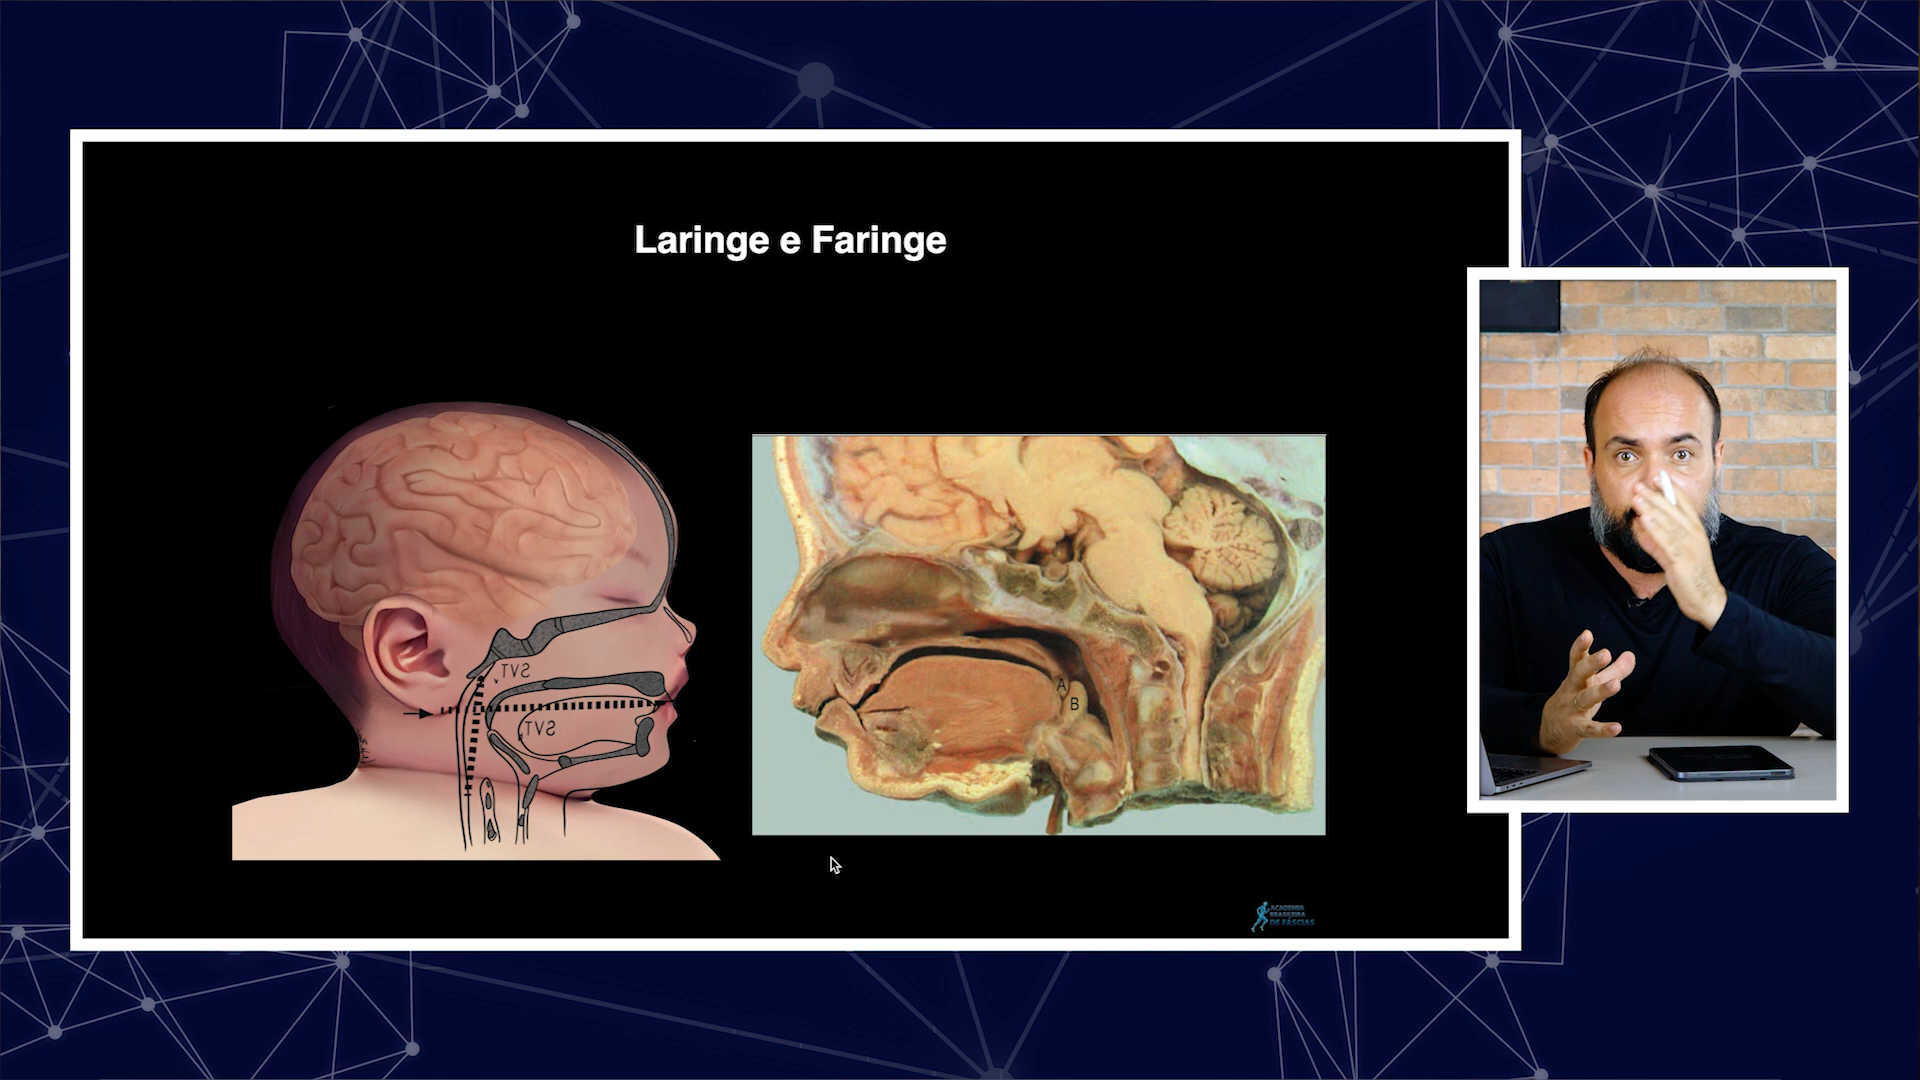 Laringe e Faringe
SVT
SVT
A
B
ACADEMIA
BRASILEIRA
DE FÁSCIAS